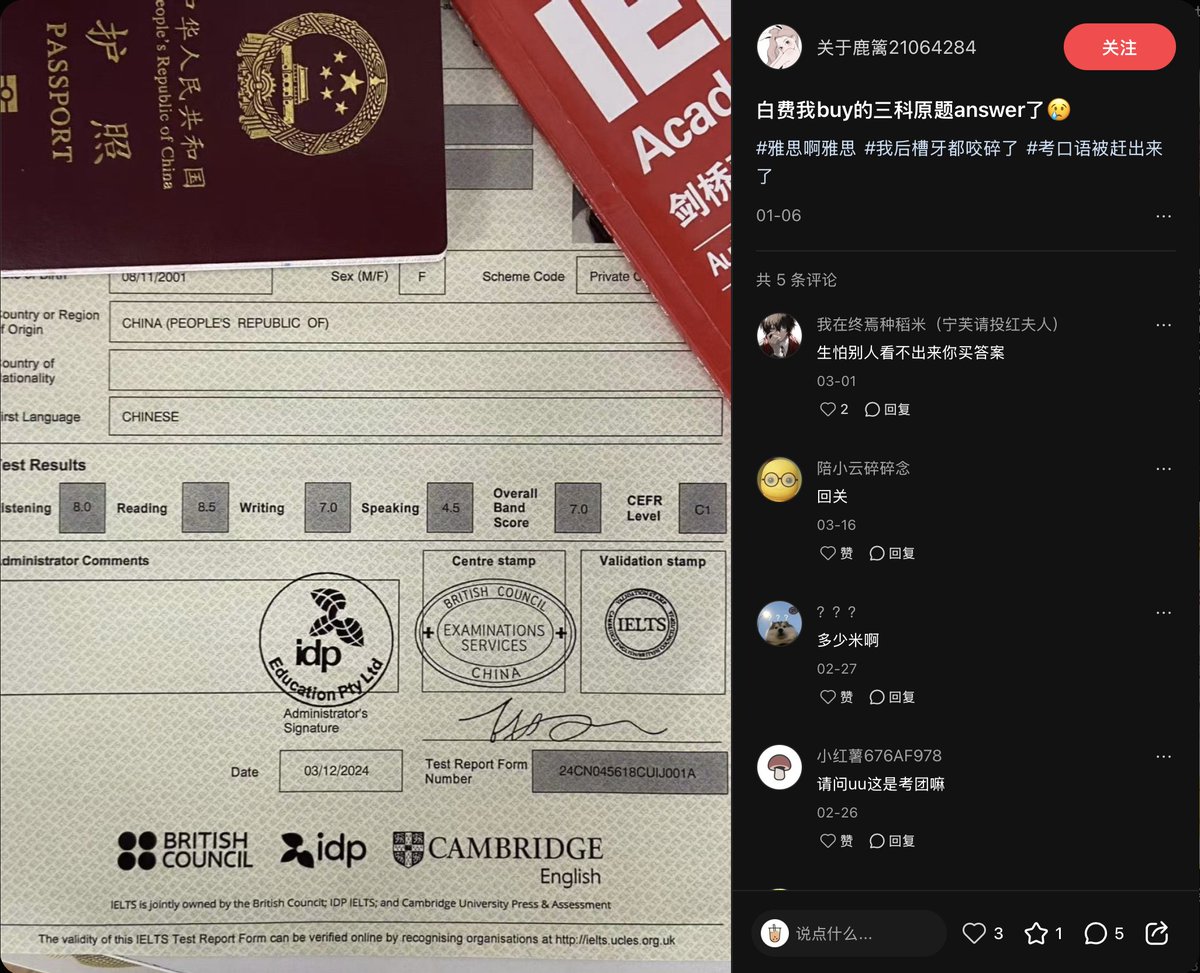 护照
PASSPORT
中华人民共和国
People's Republic of China
IE
Acad
剑桥
Au
08/11/2001
Sex (M/F)
F
Scheme Code
Private C
Country or Region
of Origin
CHINA (PEOPLE'S REPUBLIC OF)
Country of
Nationality
First Language
CHINESE
Test Results
Listening
8.0
Reading
8.5
Writing
7.0
Speaking
4.5
Overall
Band
Score
7.0
CEFR
Level
C1
Administrator Comments
Centre stamp
Validation stamp
idp
Education Pty Ltd
BRITISH COUNCIL
EXAMINATIONS
SERVICES
CHINA
IELTS
Administrator's
Signature
Date
03/12/2024
Test Report Form
Number
24CN045618CUIJ001A
BRITISH
COUNCIL
idp
CAMBRIDGE
English
IELTS is jointly owned by the British Council; IDP IELTS; and Cambridge University Press & Assessment
The validity of this IELTS Test Report Form can be verified online by recognising organisations at http://ielts.ucles.org.uk
关于鹿篱21064284
关注
白费我buy的三科原题answer了😢
#雅思啊雅思 #我后槽牙都咬碎了 #考口语被赶出来
了
01-06
共 5 条评论
我在终焉种稻米（宁芙请投红夫人）
生怕别人看不出来你买答案
03-01
2 回复
陪小云碎碎念
回关
03-16
赞 回复
？？？
多少米啊
02-27
赞 回复
小红薯676AF978
请问uu这是考团嘛
02-26
赞 回复
说点什么...
3 1 5